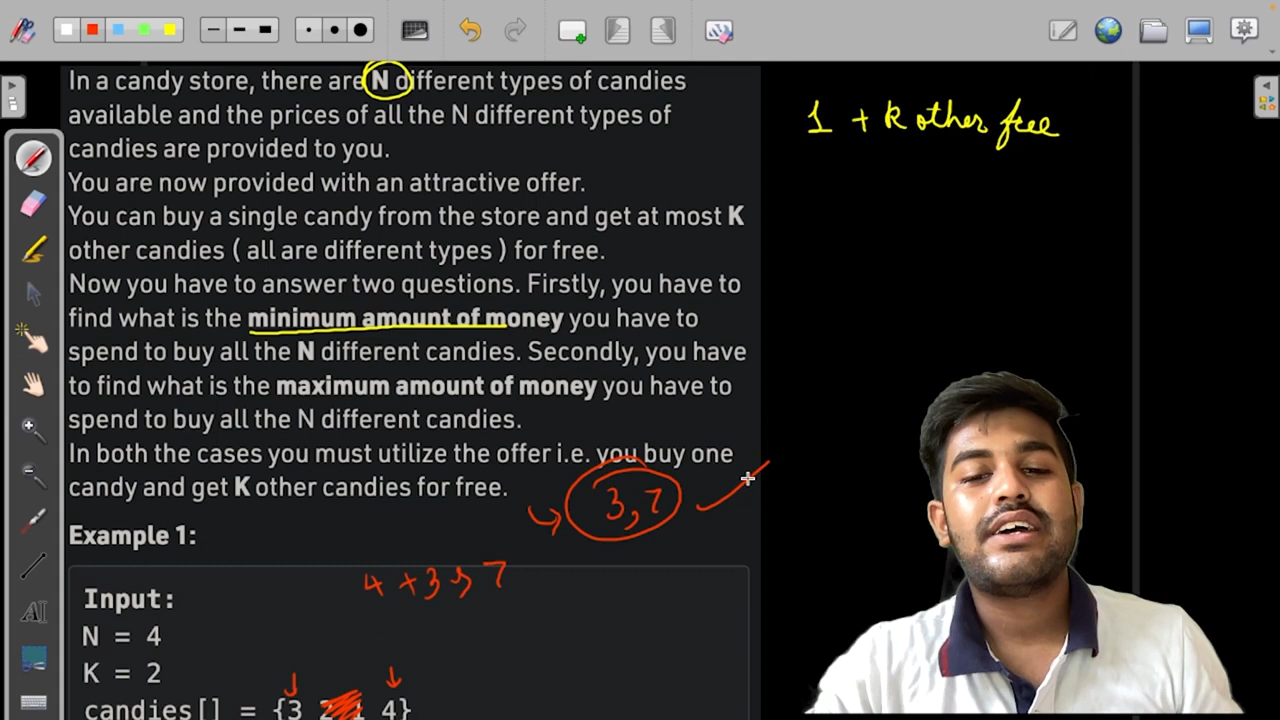 In a candy store, there are N different types of candies
available and the prices of all the N different types of
candies are provided to you.
You are now provided with an attractive offer.
You can buy a single candy from the store and get at most K
other candies ( all are different types ) for free.
Now you have to answer two questions. Firstly, you have to
find what is the minimum amount of money you have to
spend to buy all the N different candies. Secondly, you have
to find what is the maximum amount of money you have to
spend to buy all the N different candies.
In both the cases you must utilize the offer i.e. you buy one
candy and get K other candies for free.
3, 7
Example 1:
4 + 3 → 7
Input:
N = 4
K = 2
candies[] = {3 2 1 4}
1 + k other free
AI